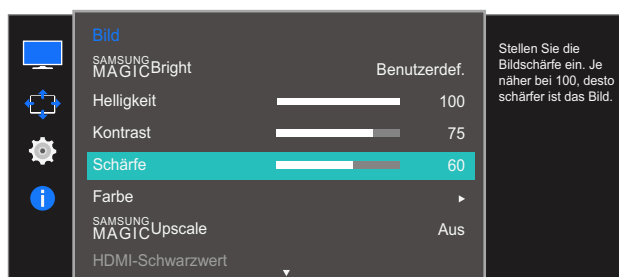 Bild
SAMSUNG
MAGICBright Benutzerdef.
Helligkeit 100
Kontrast 75
Schärfe 60
Farbe
SAMSUNG
MAGICUpscale Aus
HDMI-Schwarzwert
Stellen Sie die
Bildschärfe ein. Je
näher bei 100, desto
schärfer ist das Bild.